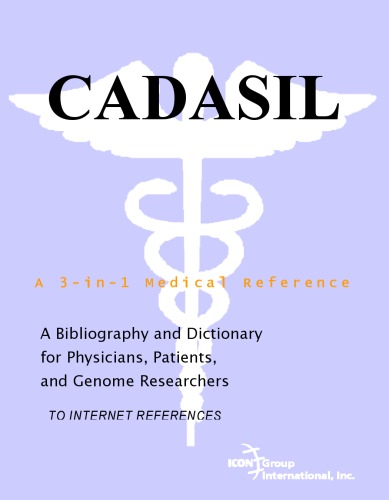 CADASIL
A 3-in-1 Medical Reference
A Bibliography and Dictionary
for Physicians, Patients,
and Genome Researchers
TO INTERNET REFERENCES
ICON Group
International, Inc.